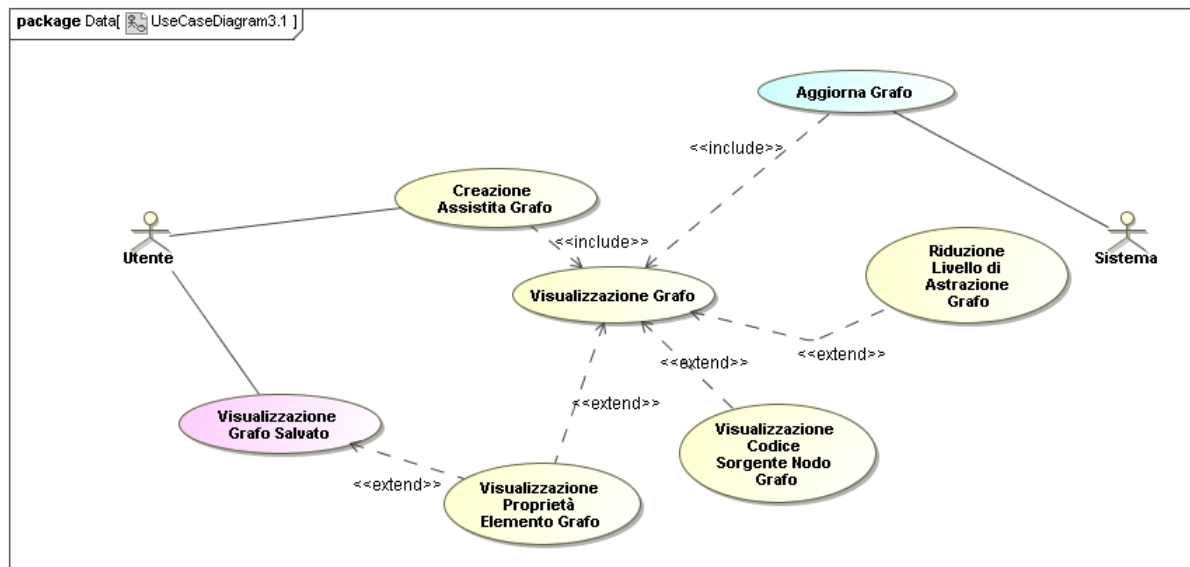 package Data[ UseCaseDiagram3.1 ]
Aggiorna Grafo
<<include>>
Creazione
Assistita Grafo
<<include>>
Utente
Sistema
Riduzione
Livello di
Astrazione
Grafo
Visualizzazione Grafo
<<extend>>
<<extend>>
<<extend>>
Visualizzazione
Grafo Salvato
Visualizzazione
Codice
Sorgente Nodo
Grafo
<<extend>>
Visualizzazione
Proprietà
Elemento Grafo